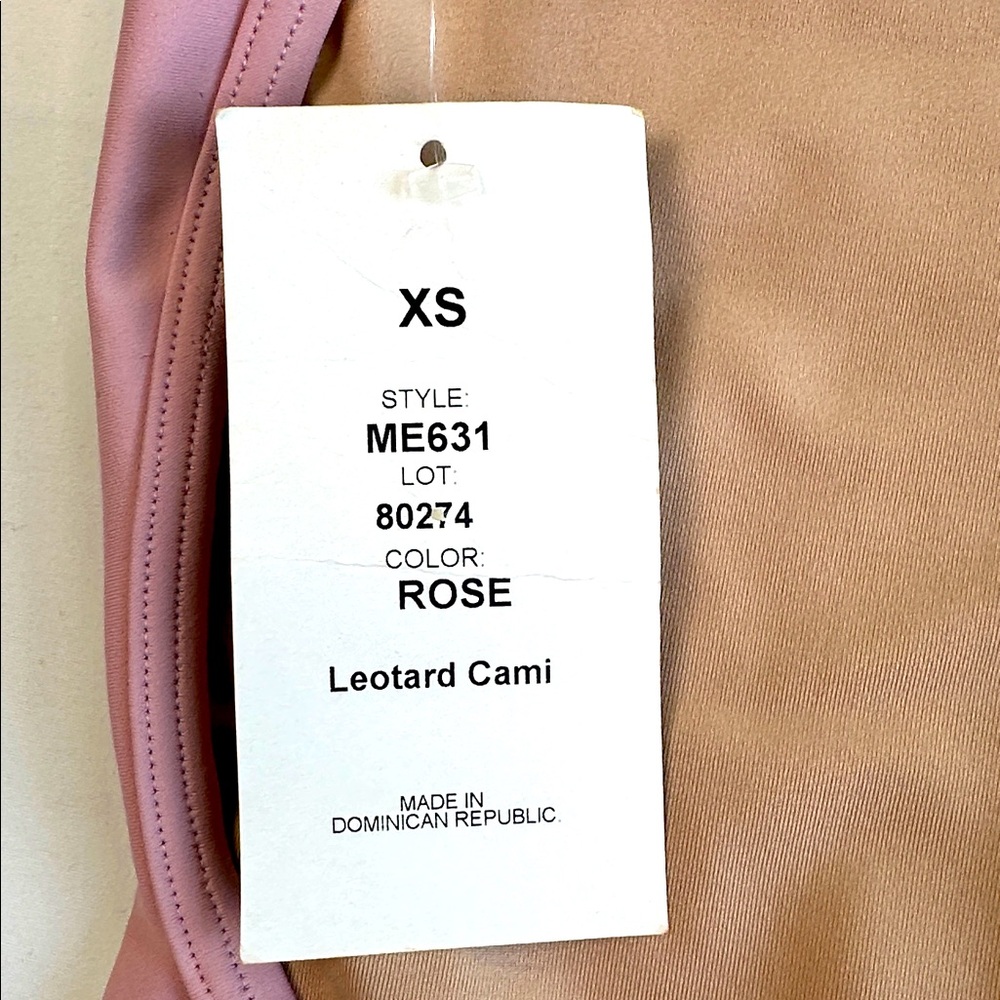 XS
STYLE:
ME631
LOT:
80274
COLOR:
ROSE
Leotard Cami
MADE IN
DOMINICAN REPUBLIC.